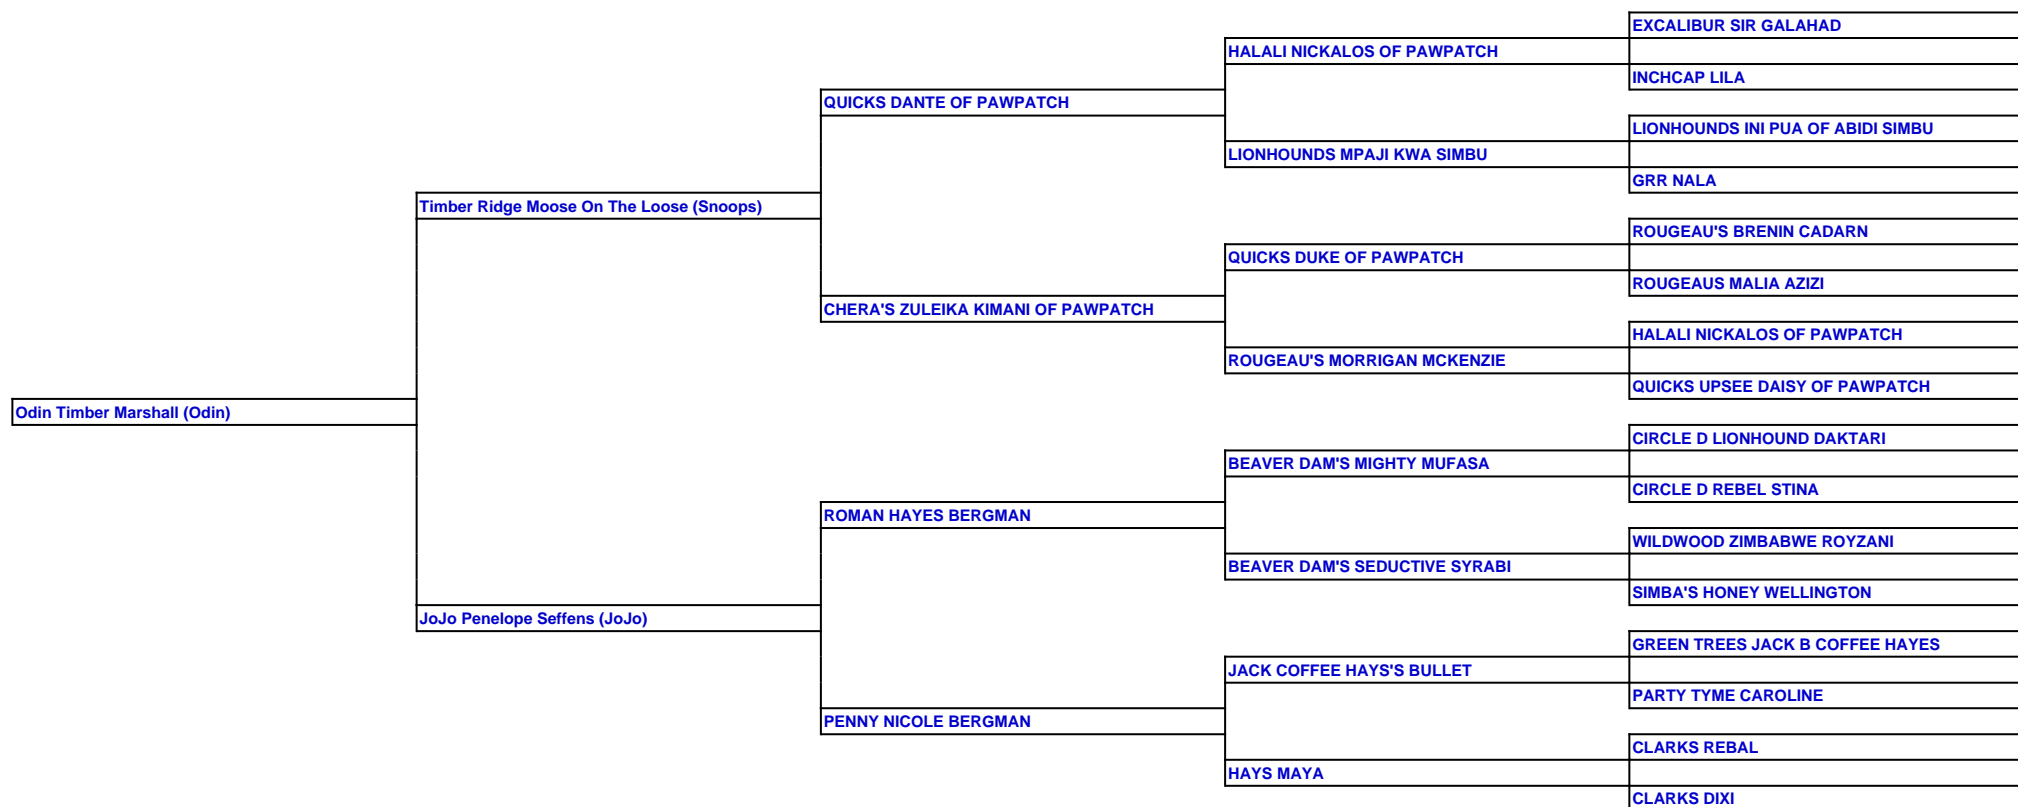 EXCALIBUR SIR GALAHAD
HALALI NICKALOS OF PAWPATCH
INCHCAP LILA
QUICKS DANTE OF PAWPATCH
LIONHOUNDS INI PUA OF ABIDI SIMBU
LIONHOUNDS MPAJI KWA SIMBU
GRR NALA
Timber Ridge Moose On The Loose (Snoops)
ROUGEAU'S BRENIN CADARN
QUICKS DUKE OF PAWPATCH
ROUGEAUS MALIA AZIZI
CHERA'S ZULEIKA KIMANI OF PAWPATCH
HALALI NICKALOS OF PAWPATCH
ROUGEAU'S MORRIGAN MCKENZIE
QUICKS UPSEE DAISY OF PAWPATCH
Odin Timber Marshall (Odin)
CIRCLE D LIONHOUND DAKTARI
BEAVER DAM'S MIGHTY MUFASA
CIRCLE D REBEL STINA
ROMAN HAYES BERGMAN
WILDWOOD ZIMBABWE ROYZANI
BEAVER DAM'S SEDUCTIVE SYRABI
SIMBA'S HONEY WELLINGTON
JoJo Penelope Seffens (JoJo)
GREEN TREES JACK B COFFEE HAYES
JACK COFFEE HAYS'S BULLET
PARTY TYME CAROLINE
PENNY NICOLE BERGMAN
CLARKS REBAL
HAYS MAYA
CLARKS DIXI